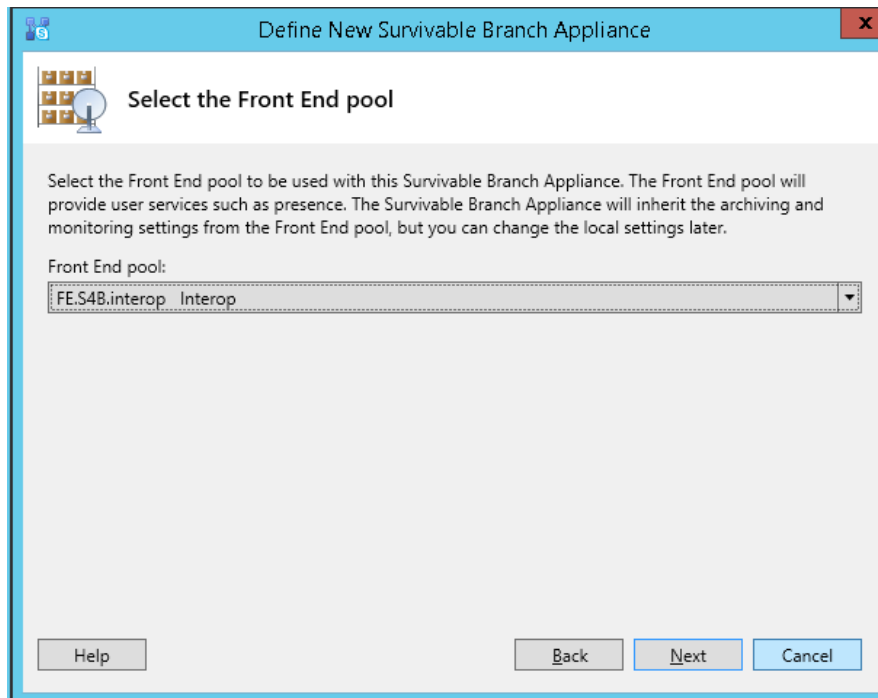 Define New Survivable Branch Appliance
x
Select the Front End pool
Select the Front End pool to be used with this Survivable Branch Appliance. The Front End pool will
provide user services such as presence. The Survivable Branch Appliance will inherit the archiving and
monitoring settings from the Front End pool, but you can change the local settings later.
Front End pool:
FE.S4B.interop Interop
Help Back Next Cancel